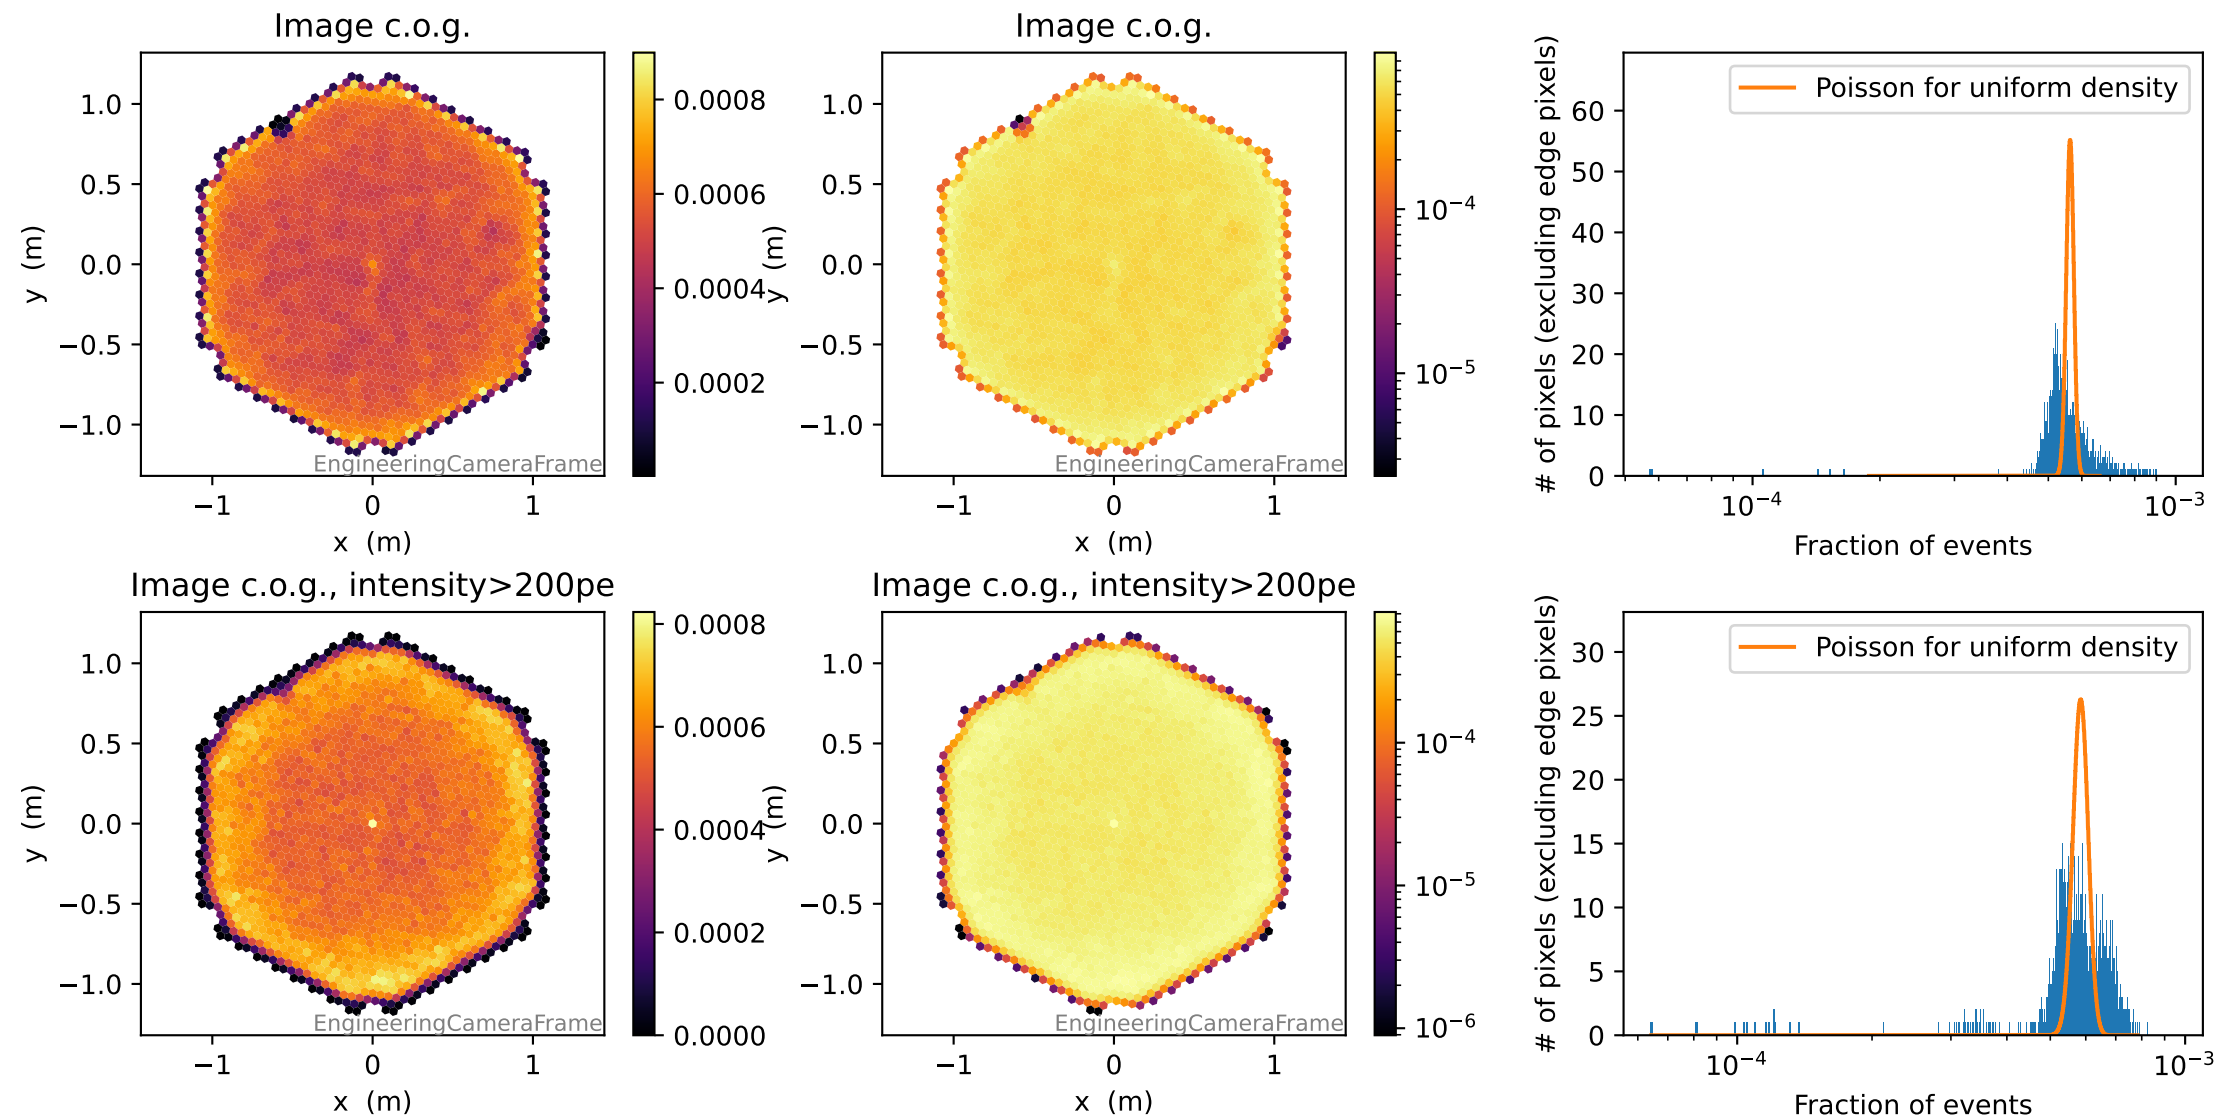 Image c.o.g.
y (m)
1.0
0.5
0.0
−0.5
−1.0
−1
0
1
x (m)
EngineeringCameraFrame
0.0008
0.0006
0.0004
0.0002
Image c.o.g.
y (m)
1.0
0.5
0.0
−0.5
−1.0
−1
0
1
x (m)
EngineeringCameraFrame
10⁻⁴
10⁻⁵
# of pixels (excluding edge pixels)
60
50
40
30
20
10
0
Poisson for uniform density
10⁻⁴
10⁻³
Fraction of events
Image c.o.g., intensity>200pe
y (m)
1.0
0.5
0.0
−0.5
−1.0
−1
0
1
x (m)
EngineeringCameraFrame
0.0008
0.0006
0.0004
0.0002
0.0000
Image c.o.g., intensity>200pe
y (m)
1.0
0.5
0.0
−0.5
−1.0
−1
0
1
x (m)
EngineeringCameraFrame
10⁻⁴
10⁻⁵
10⁻⁶
# of pixels (excluding edge pixels)
30
25
20
15
10
5
0
Poisson for uniform density
10⁻⁴
10⁻³
Fraction of events